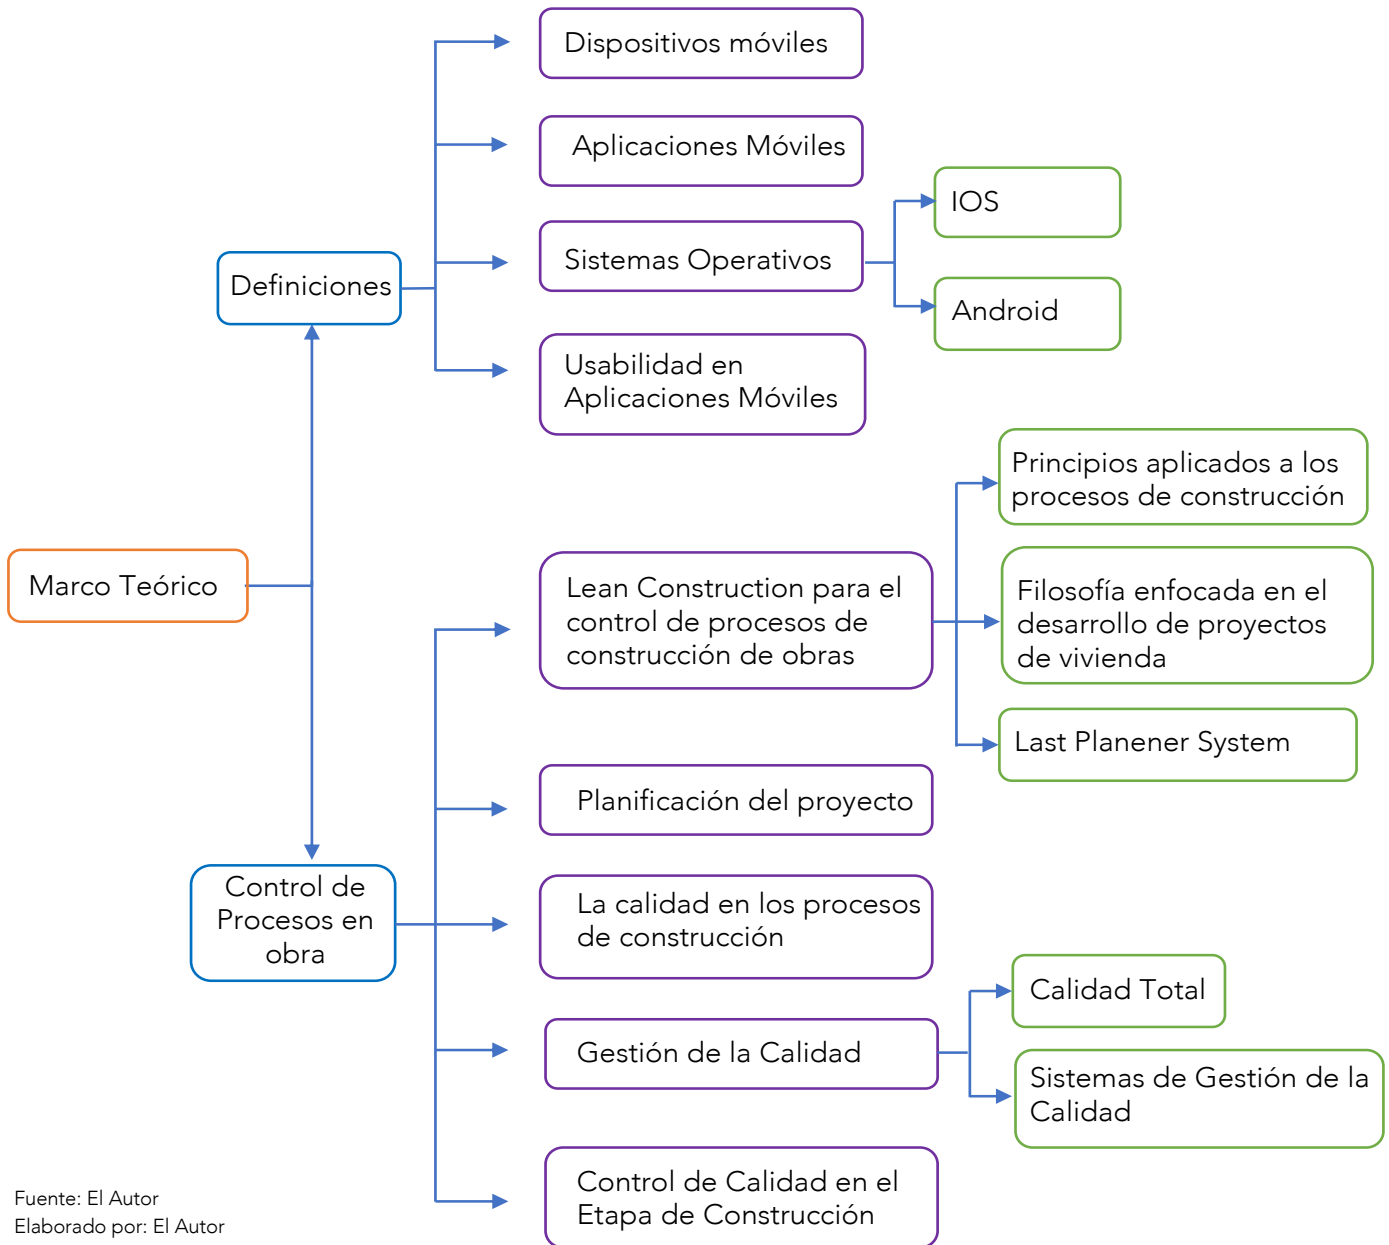 Dispositivos móviles
Aplicaciones Móviles
IOS
Sistemas Operativos
Definiciones
Android
Usabilidad en
Aplicaciones Móviles
Principios aplicados a los
procesos de construcción
Marco Teórico
Lean Construction para el
control de procesos de
construcción de obras
Filosofía enfocada en el
desarrollo de proyectos
de vivienda
Last Planener System
Planificación del proyecto
Control de
Procesos en
obra
La calidad en los procesos
de construcción
Calidad Total
Gestión de la Calidad
Sistemas de Gestión de la
Calidad
Control de Calidad en el
Etapa de Construcción
Fuente: El Autor
Elaborado por: El Autor